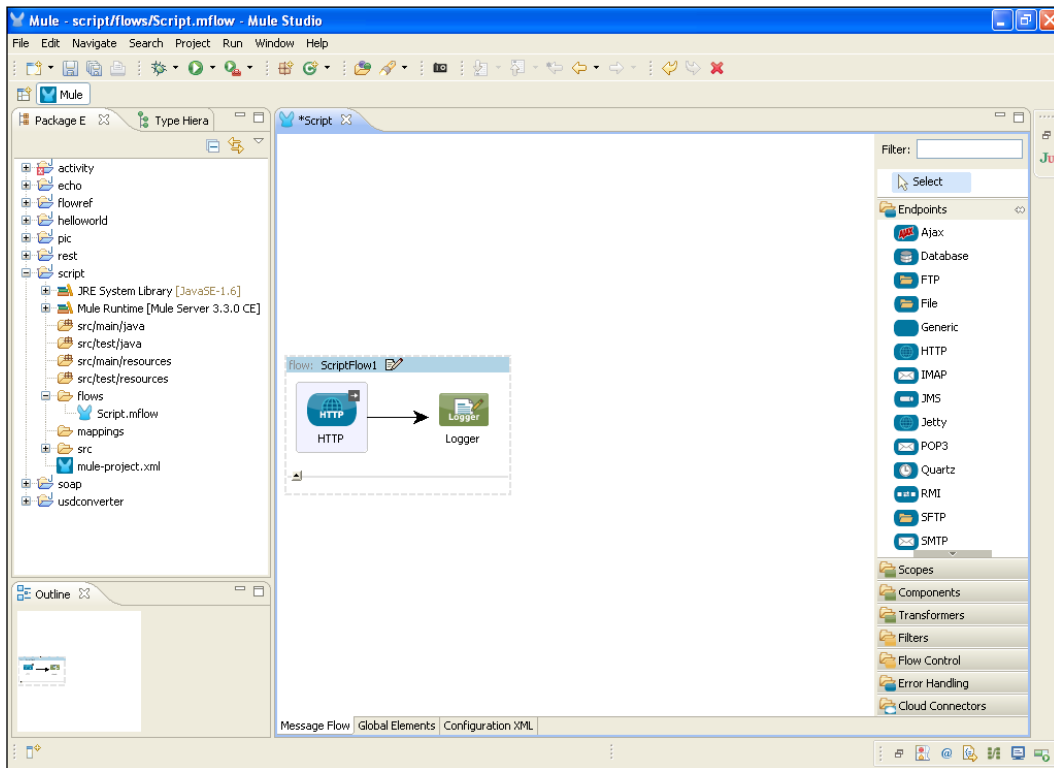 Mule - script/flows/Script.mflow - Mule Studio
File Edit Navigate Search Project Run Window Help
Mule
Package E
Type Hiera
activity
echo
flowref
helloworld
pic
rest
script
JRE System Library [JavaSE-1.6]
Mule Runtime [Mule Server 3.3.0 CE]
src/main/java
src/test/java
src/main/resources
src/test/resources
flows
Script.mflow
mappings
src
mule-project.xml
soap
usdconverter
Outline
*Script
flow: ScriptFlow1
HTTP
HTTP
Logger
Logger
Message Flow
Global Elements
Configuration XML
Filter:
Select
Endpoints
Ajax
Database
FTP
File
Generic
HTTP
IMAP
JMS
Jetty
POP3
Quartz
RMI
SFTP
SMTP
Scopes
Components
Transformers
Filters
Flow Control
Error Handling
Cloud Connectors
Ju